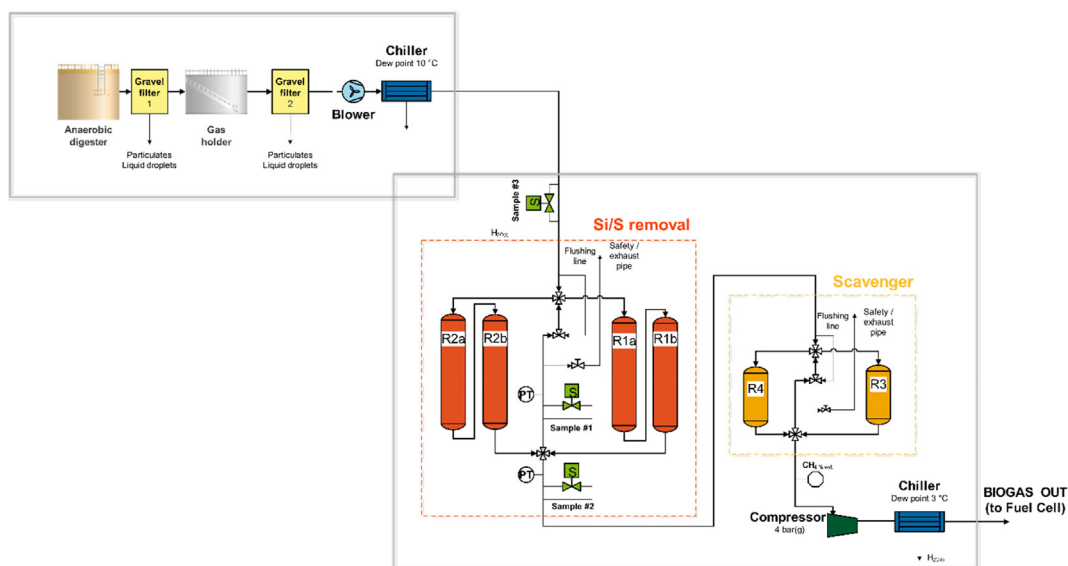 Chiller
Dew point 10 °C
Gravel
filter
1
Gravel
filter
2
Blower
Anaerobic
digester
Gas
holder
Particulates
Liquid droplets
Particulates
Liquid droplets
Sample #3
S
Si/S removal
Flushing
line
Safety /
exhaust
pipe
Scavenger
Flushing
line
Safety /
exhaust
pipe
R2a
R2b
R1a
R1b
R4
R3
PT
S
Sample #1
PT
S
Sample #2
CH₄ % vol.
Chiller
Dew point 3 °C
Compressor
4 bar(g)
BIOGAS OUT
(to Fuel Cell)